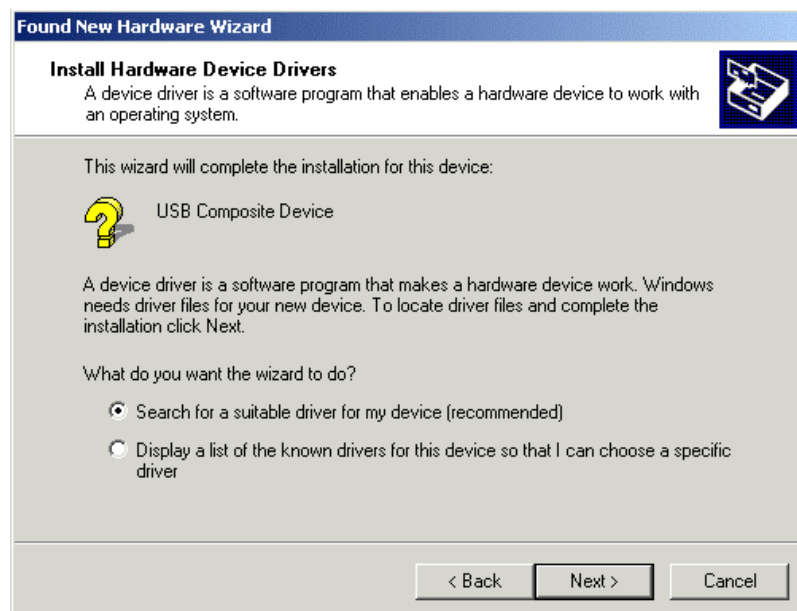 Found New Hardware Wizard
Install Hardware Device Drivers
A device driver is a software program that enables a hardware device to work with
an operating system.
This wizard will complete the installation for this device:
USB Composite Device
A device driver is a software program that makes a hardware device work. Windows
needs driver files for your new device. To locate driver files and complete the
installation click Next.
What do you want the wizard to do?
Search for a suitable driver for my device (recommended)
Display a list of the known drivers for this device so that I can choose a specific
driver
< Back
Next >
Cancel